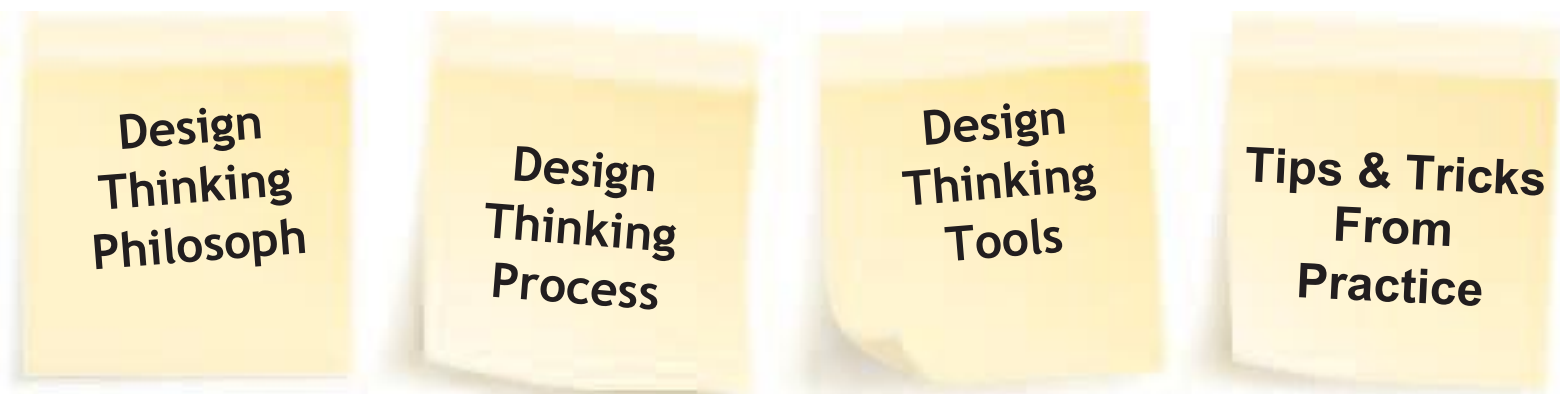 Design
Thinking
Philosoph
Design
Thinking
Process
Design
Thinking
Tools
Tips & Tricks
From
Practice